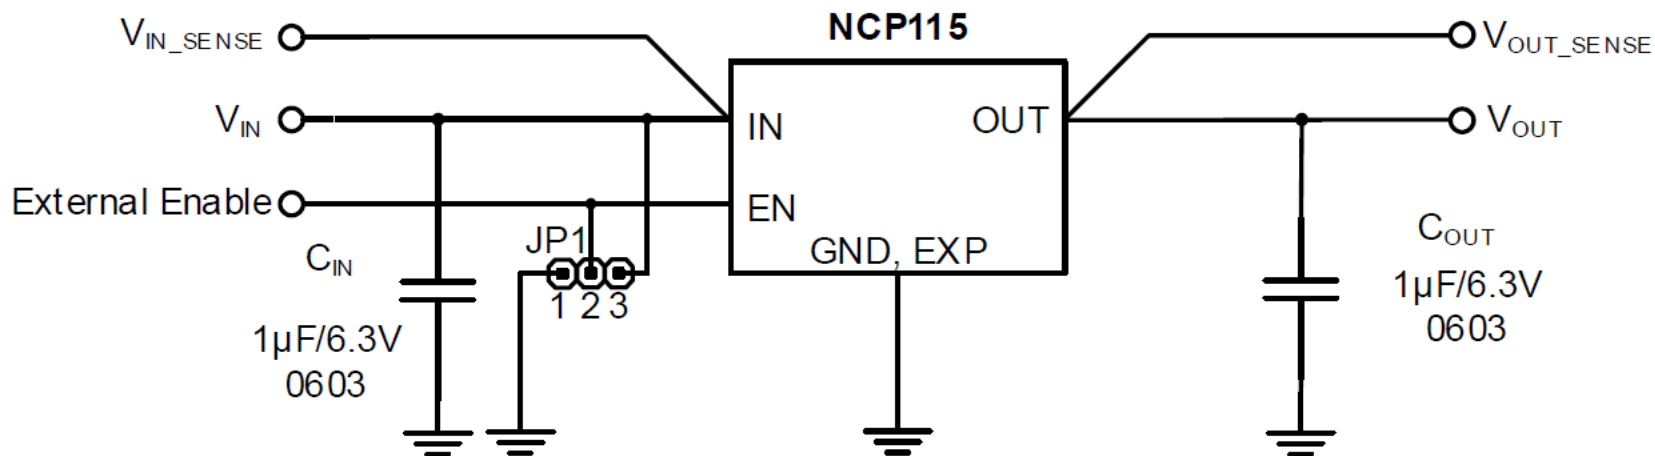 NCP115
VIN_SENSE
VOUT_SENSE
VIN
IN
OUT
VOUT
External Enable
EN
JP1
GND, EXP
CIN
COUT
1 2 3
1µF/6.3V
0603
1µF/6.3V
0603